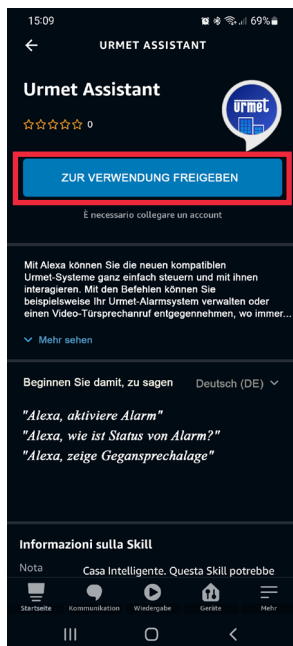 15:09 69%
URMET ASSISTANT
Urmet Assistant
urmet
0
ZUR VERWENDUNG FREIGEBEN
È necessario collegare un account
Mit Alexa können Sie die neuen kompatiblen
Urmet-Systeme ganz einfach steuern und mit ihnen
interagieren. Mit den Befehlen können Sie
beispielsweise Ihr Urmet-Alarmsystem verwalten oder
einen Video-Türsprechanruf entgegennehmen, wo immer...
Mehr sehen
Beginnen Sie damit, zu sagen Deutsch (DE)
"Alexa, aktiviere Alarm"
"Alexa, wie ist Status von Alarm?"
"Alexa, zeige Gegansprechalage"
Informazioni sulla Skill
Nota Casa Intelligente. Questa Skill potrebbe
Startseite Kommunikation Wiedergabe Geräte Mehr